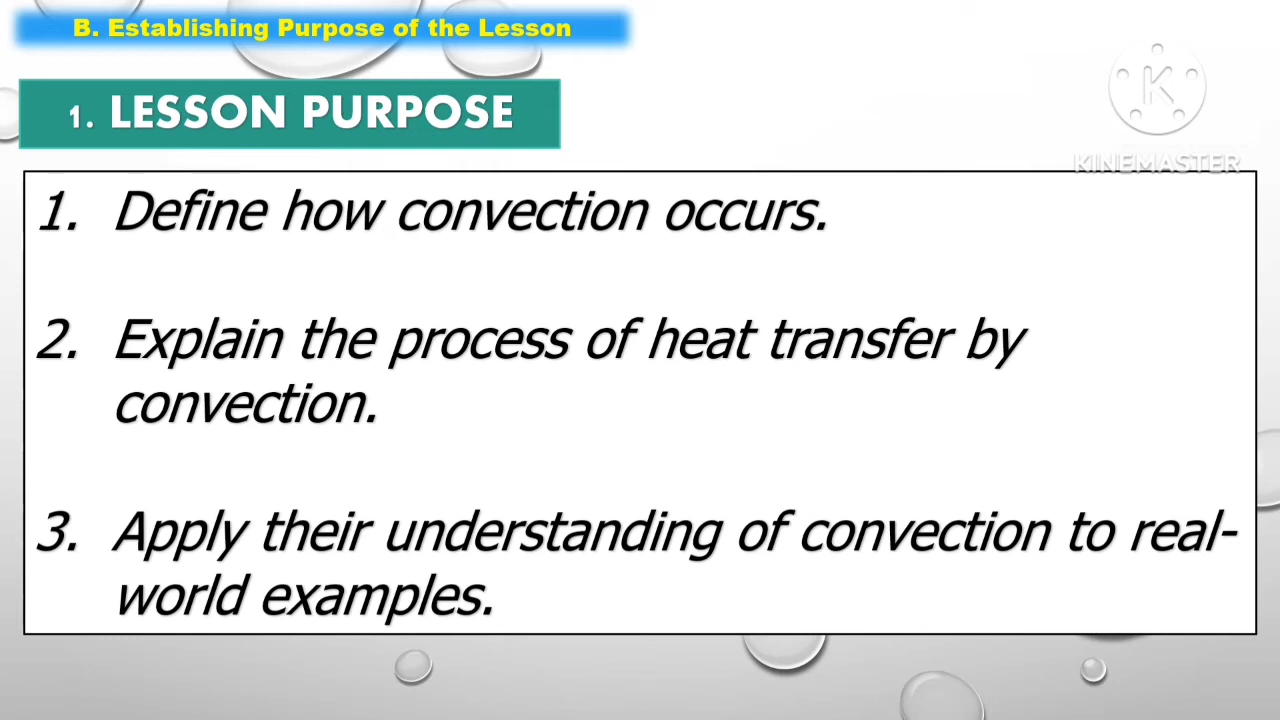 B. Establishing Purpose of the Lesson
1. LESSON PURPOSE
K
KINEMASTER
1. Define how convection occurs.
2. Explain the process of heat transfer by
convection.
3. Apply their understanding of convection to real-
world examples.